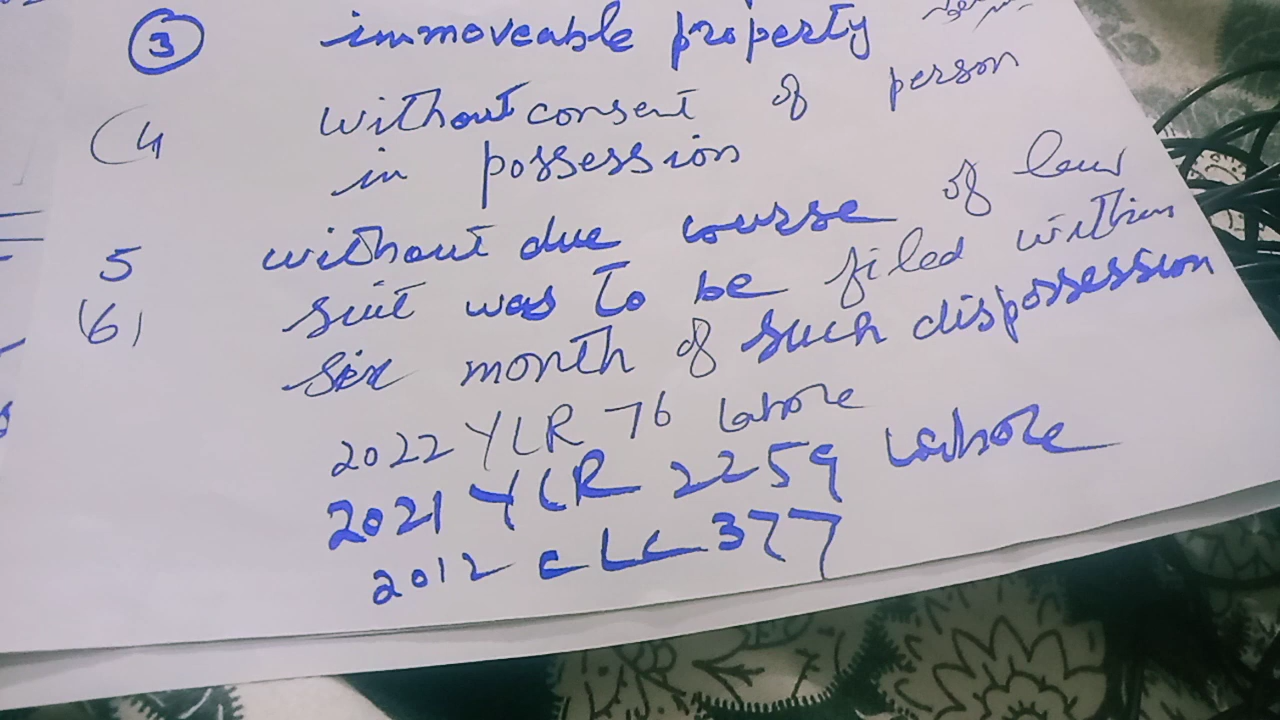 (3) immoveable property
(4 without consent of person
in possession
5 without due course of law
(6) suit was to be filed within
six month of such dispossession
2022 YLR 76 Lahore
2021 YLR 2259 Lahore
2012 CLC 377